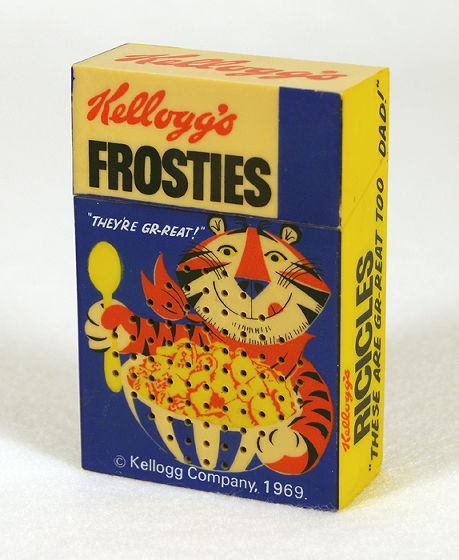 Kellogg's
Kellogg's
FROSTIES
"THEY'RE GR-REAT!"
© Kellogg Company, 1969.
Kellogg's
RICICLES
"THESE ARE GR-REAT TOO DAD!"